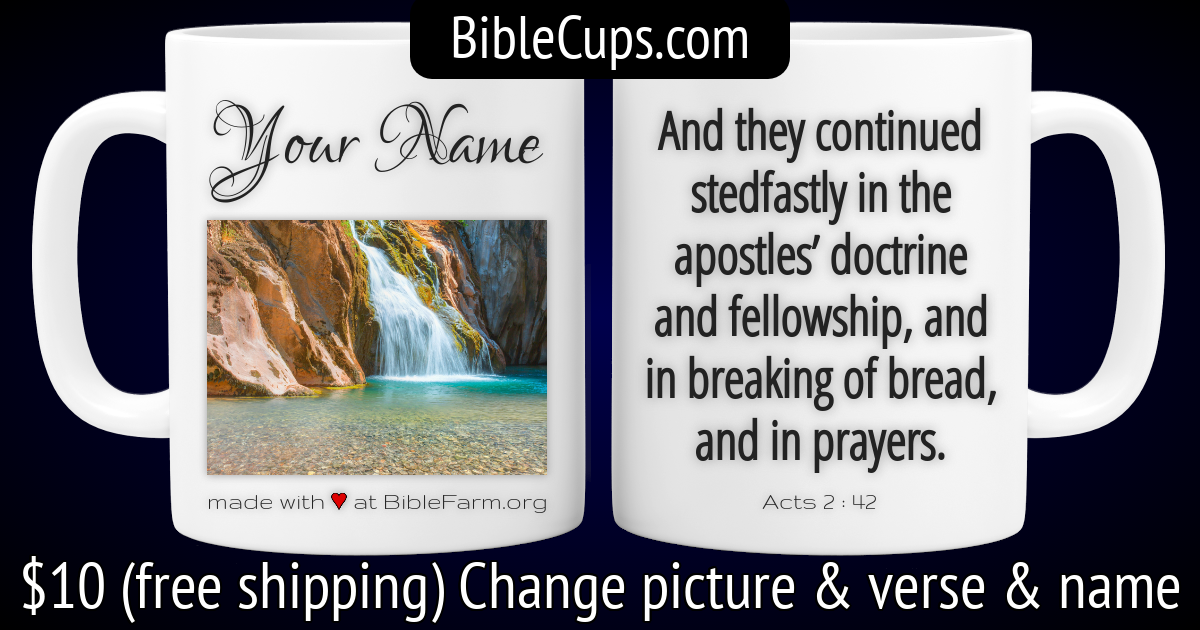 BibleCups.com
Your Name
made with ♥ at BibleFarm.org
And they continued
stedfastly in the
apostles’ doctrine
and fellowship, and
in breaking of bread,
and in prayers.
Acts 2 : 42
$10 (free shipping) Change picture & verse & name